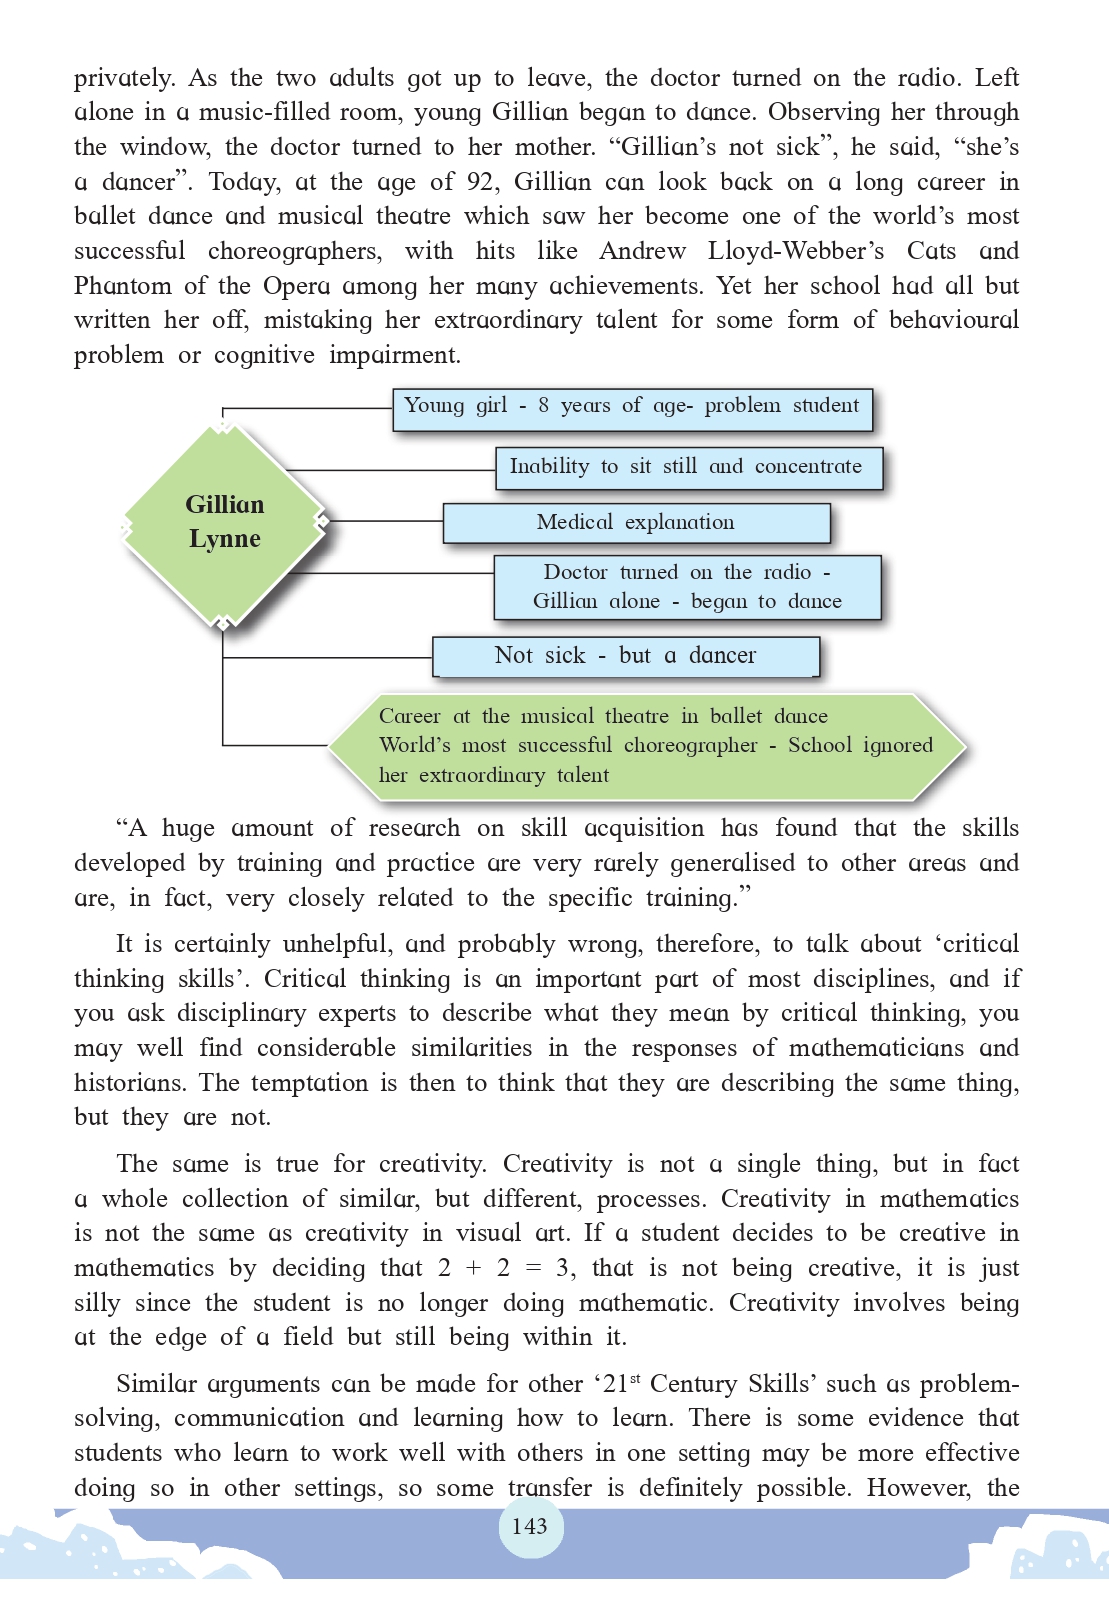 privately. As the two adults got up to leave, the doctor turned on the radio. Left
alone in a music-filled room, young Gillian began to dance. Observing her through
the window, the doctor turned to her mother. “Gillian’s not sick”, he said, “she’s
a dancer”. Today, at the age of 92, Gillian can look back on a long career in
ballet dance and musical theatre which saw her become one of the world’s most
successful choreographers, with hits like Andrew Lloyd-Webber’s Cats and
Phantom of the Opera among her many achievements. Yet her school had all but
written her off, mistaking her extraordinary talent for some form of behavioural
problem or cognitive impairment.
Gillian
Lynne
Young girl - 8 years of age- problem student
Inability to sit still and concentrate
Medical explanation
Doctor turned on the radio -
Gillian alone - began to dance
Not sick - but a dancer
Career at the musical theatre in ballet dance
World’s most successful choreographer - School ignored
her extraordinary talent
“A huge amount of research on skill acquisition has found that the skills
developed by training and practice are very rarely generalised to other areas and
are, in fact, very closely related to the specific training.”
It is certainly unhelpful, and probably wrong, therefore, to talk about ‘critical
thinking skills’. Critical thinking is an important part of most disciplines, and if
you ask disciplinary experts to describe what they mean by critical thinking, you
may well find considerable similarities in the responses of mathematicians and
historians. The temptation is then to think that they are describing the same thing,
but they are not.
The same is true for creativity. Creativity is not a single thing, but in fact
a whole collection of similar, but different, processes. Creativity in mathematics
is not the same as creativity in visual art. If a student decides to be creative in
mathematics by deciding that 2 + 2 = 3, that is not being creative, it is just
silly since the student is no longer doing mathematic. Creativity involves being
at the edge of a field but still being within it.
Similar arguments can be made for other ‘21st Century Skills’ such as problem-
solving, communication and learning how to learn. There is some evidence that
students who learn to work well with others in one setting may be more effective
doing so in other settings, so some transfer is definitely possible. However, the
143